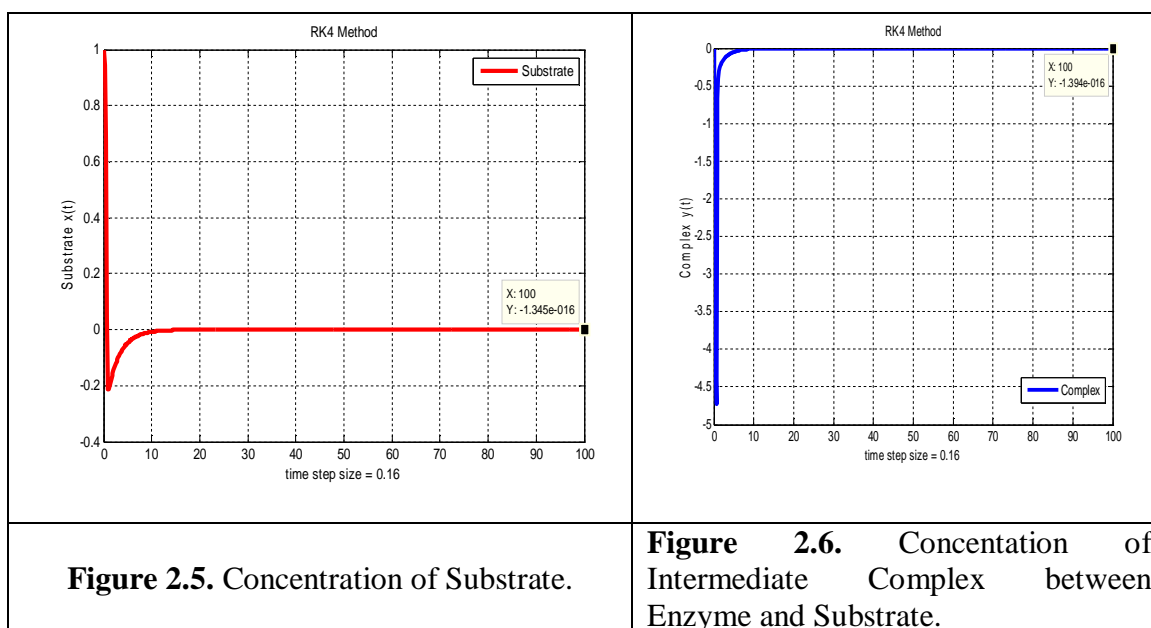 RK4 Method
Substrate
Substrate x(t)
1
0.8
0.6
0.4
0.2
0
-0.2
-0.4
X: 100
Y: -1.345e-016
0 10 20 30 40 50 60 70 80 90 100
time step size = 0.16
RK4 Method
Complex y(t)
0
-0.5
-1
-1.5
-2
-2.5
-3
-3.5
-4
-4.5
-5
X: 100
Y: -1.394e-016
Complex
0 10 20 30 40 50 60 70 80 90 100
time step size = 0.16
Figure 2.5. Concentration of Substrate.
Figure 2.6. Concentation of
Intermediate Complex between
Enzyme and Substrate.